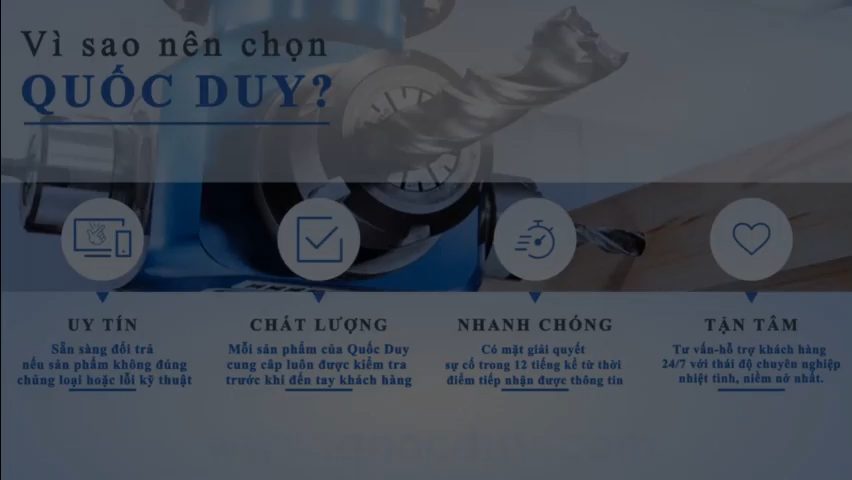 Vì sao nên chọn
QUỐC DUY?
UY TÍN
Sẵn sàng đổi trả
nếu sản phẩm không đúng
chủng loại hoặc lỗi kỹ thuật
CHẤT LƯỢNG
Mỗi sản phẩm của Quốc Duy
cung cấp luôn được kiểm tra
trước khi đến tay khách hàng
NHANH CHÓNG
Có mặt giải quyết
sự cố trong 12 tiếng kể từ thời
điểm tiếp nhận được thông tin
TẬN TÂM
Tư vấn-hỗ trợ khách hàng
24/7 với thái độ chuyên nghiệp
nhiệt tình, niềm nở nhất.